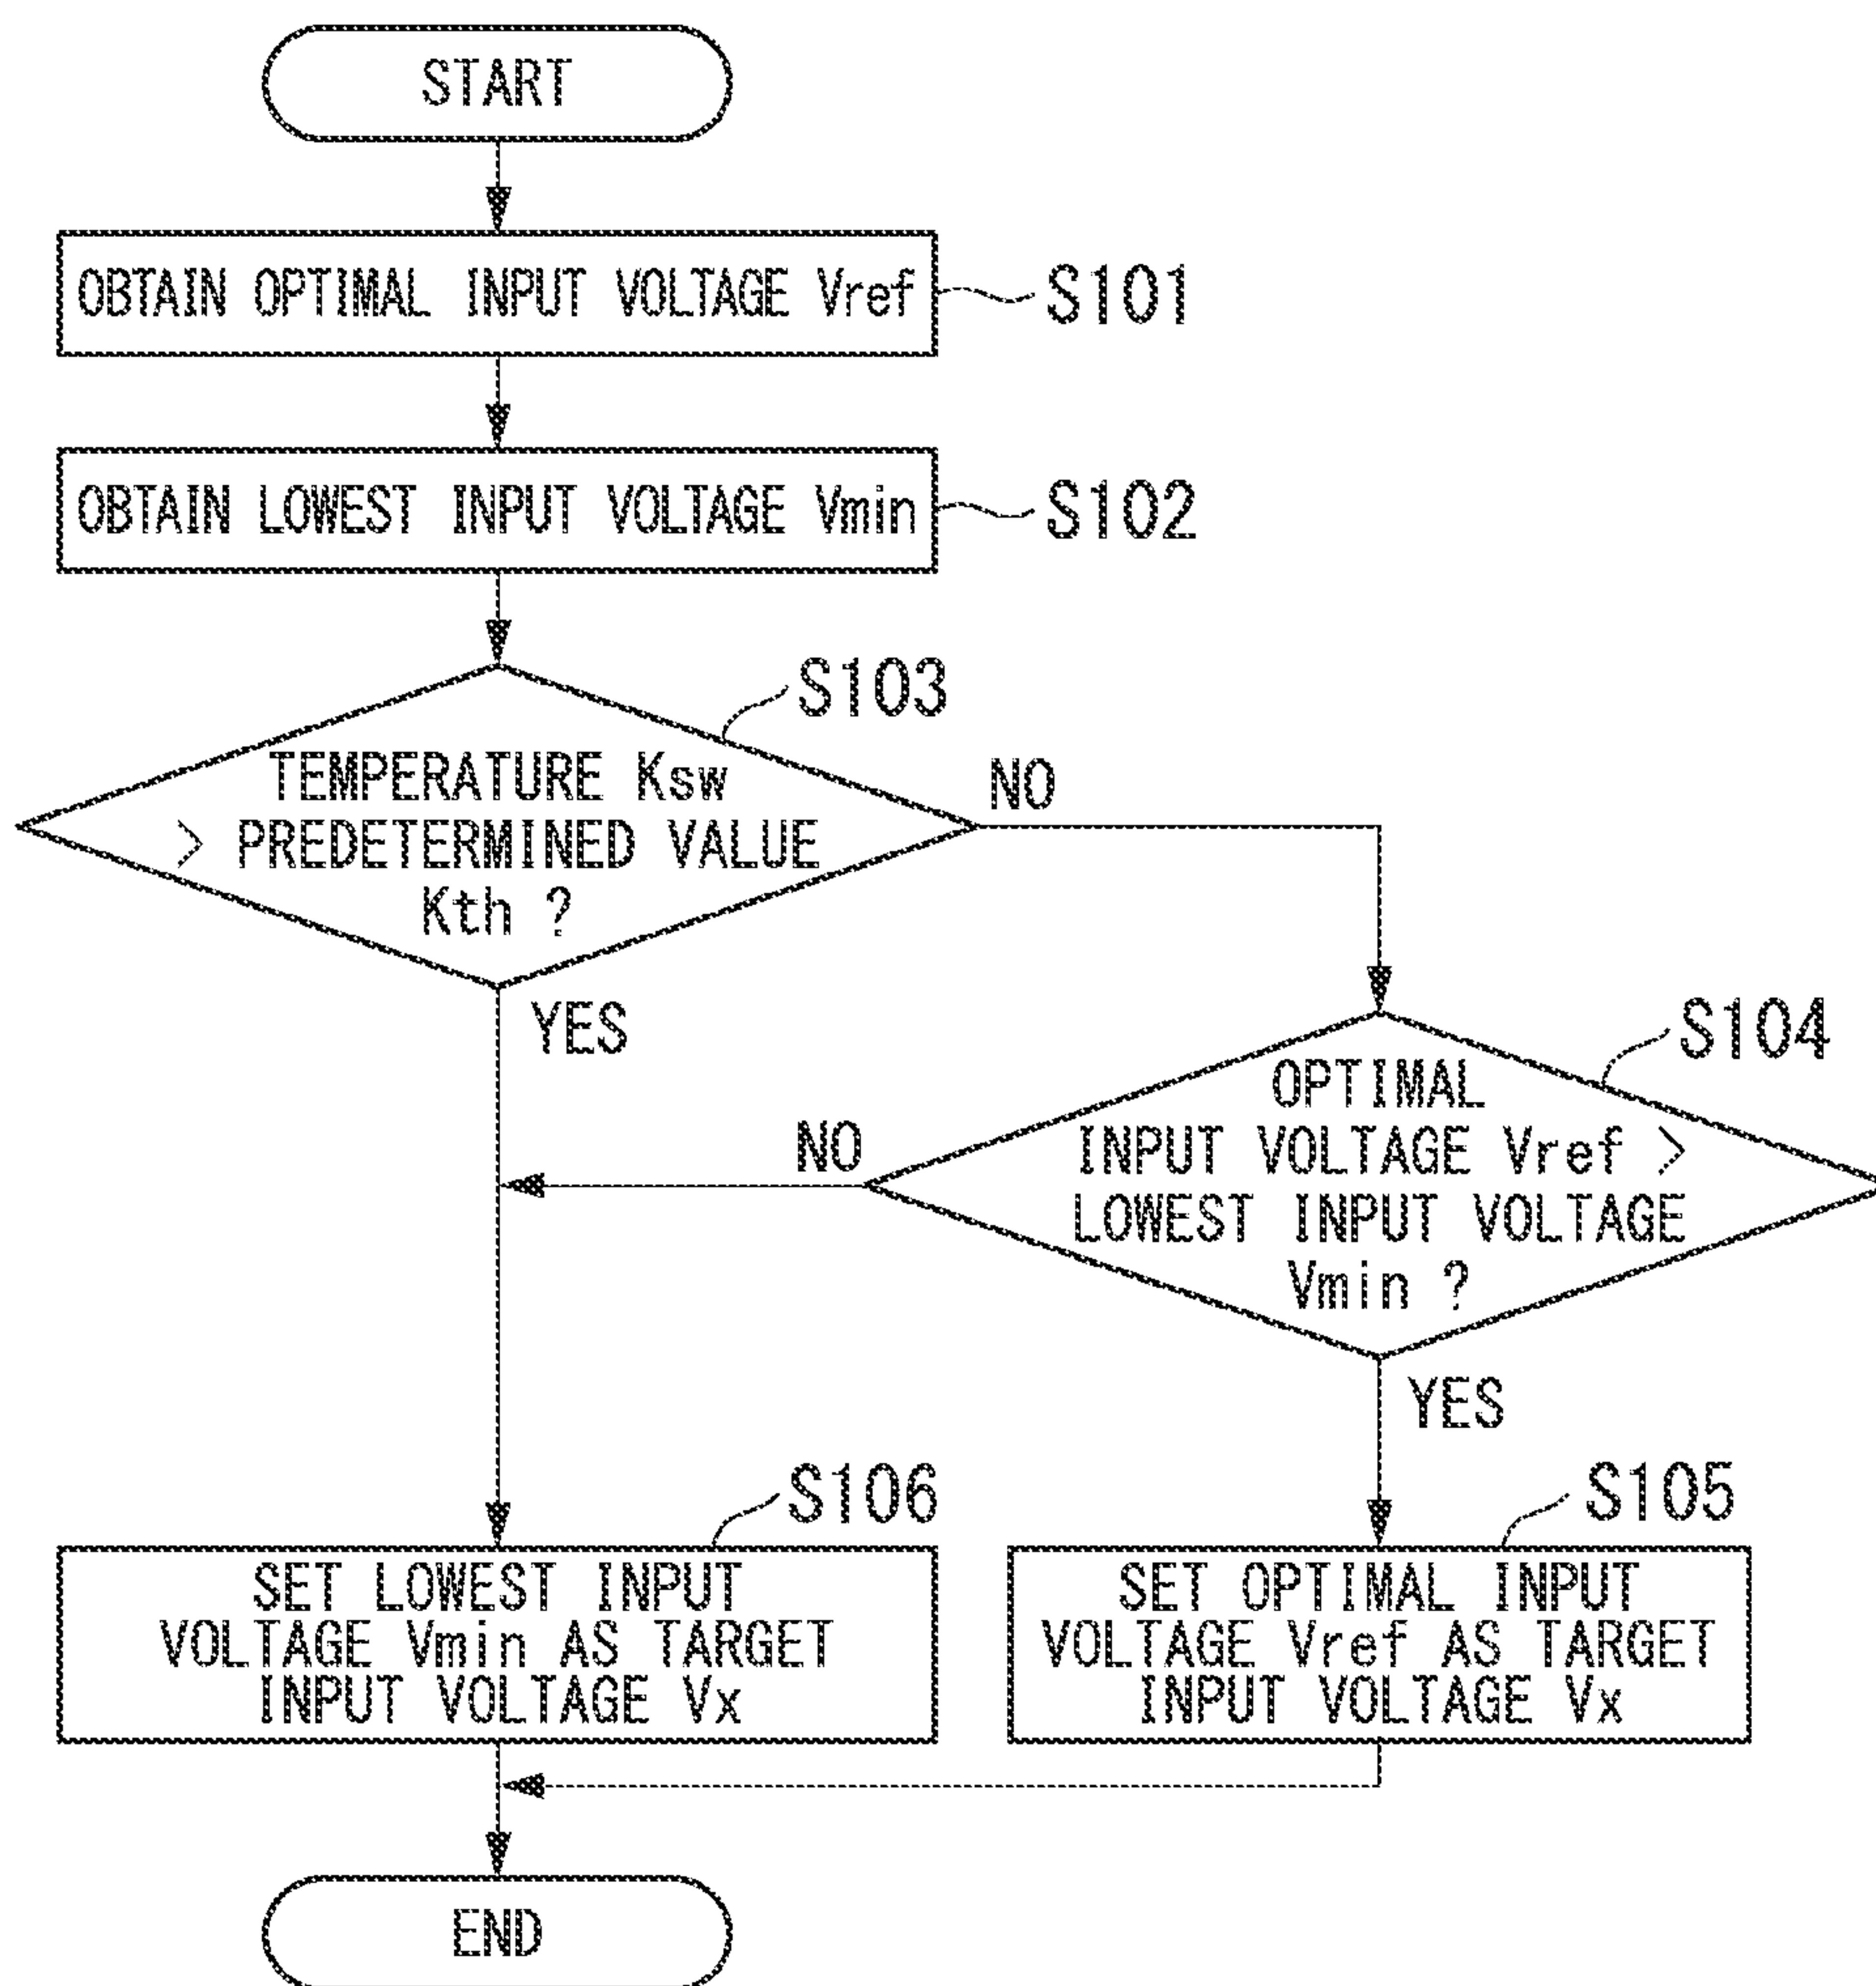 START
OBTAIN OPTIMAL INPUT VOLTAGE Vref
S101
OBTAIN LOWEST INPUT VOLTAGE Vmin
S102
S103
TEMPERATURE Ksw
> PREDETERMINED VALUE
Kth ?
NO
YES
S104
OPTIMAL
INPUT VOLTAGE Vref >
LOWEST INPUT VOLTAGE
Vmin ?
NO
YES
S106
SET LOWEST INPUT
VOLTAGE Vmin AS TARGET
INPUT VOLTAGE Vx
S105
SET OPTIMAL INPUT
VOLTAGE Vref AS TARGET
INPUT VOLTAGE Vx
END